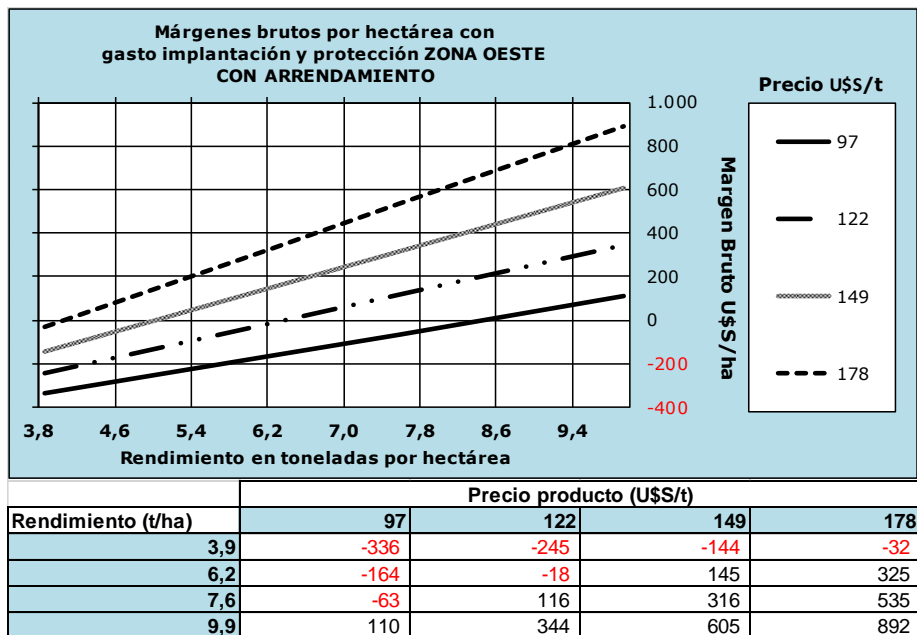 Márgenes brutos por hectárea con
gasto implantación y protección ZONA OESTE
CON ARRENDAMIENTO
Precio U$S/t
1.000
800
600
400
200
0
-200
-400
Margen Bruto U$S/ha
97
122
149
178
3,8 4,6 5,4 6,2 7,0 7,8 8,6 9,4
Rendimiento en toneladas por hectárea
Precio producto (U$S/t)
Rendimiento (t/ha) 97 122 149 178
3,9 -336 -245 -144 -32
6,2 -164 -18 145 325
7,6 -63 116 316 535
9,9 110 344 605 892